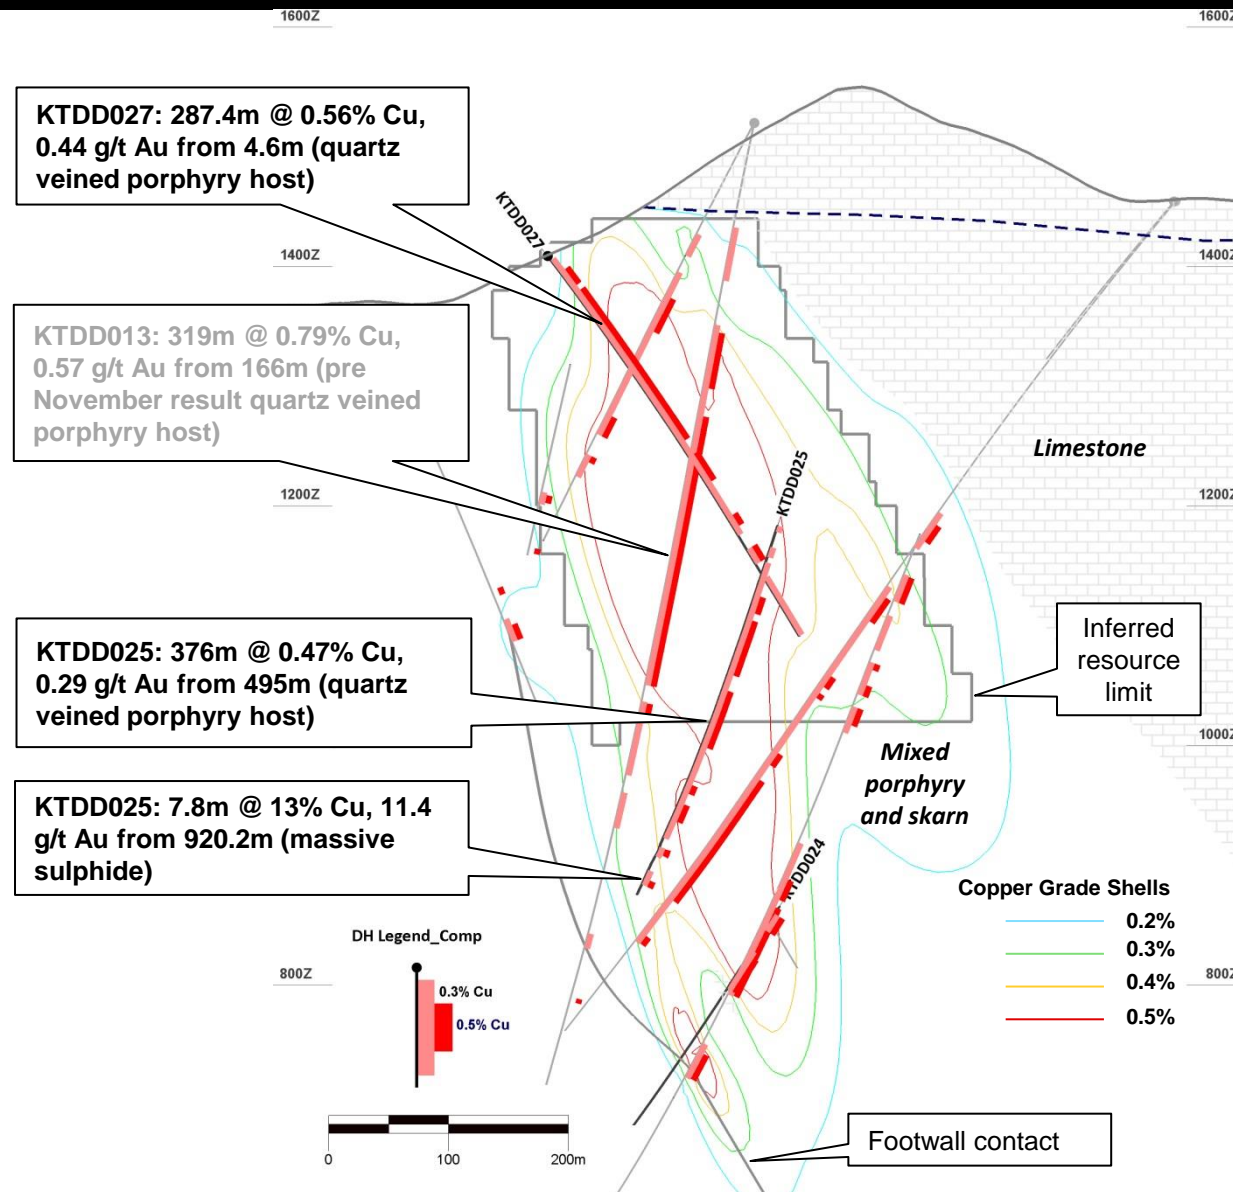 1600Z
1600Z
KTDD027: 287.4m @ 0.56% Cu,
0.44 g/t Au from 4.6m (quartz
veined porphyry host)
KTDD027
1400Z
1400Z
KTDD013: 319m @ 0.79% Cu,
0.57 g/t Au from 166m (pre
November result quartz veined
porphyry host)
Limestone
KTDD025
1200Z
1200Z
Inferred
resource
limit
KTDD025: 376m @ 0.47% Cu,
0.29 g/t Au from 495m (quartz
veined porphyry host)
1000Z
Mixed
porphyry
and skarn
KTDD025: 7.8m @ 13% Cu, 11.4
g/t Au from 920.2m (massive
sulphide)
KTDD024
Copper Grade Shells
0.2%
0.3%
0.4%
0.5%
DH Legend_Comp
0.3% Cu
0.5% Cu
800Z
800Z
0
100
200m
Footwall contact